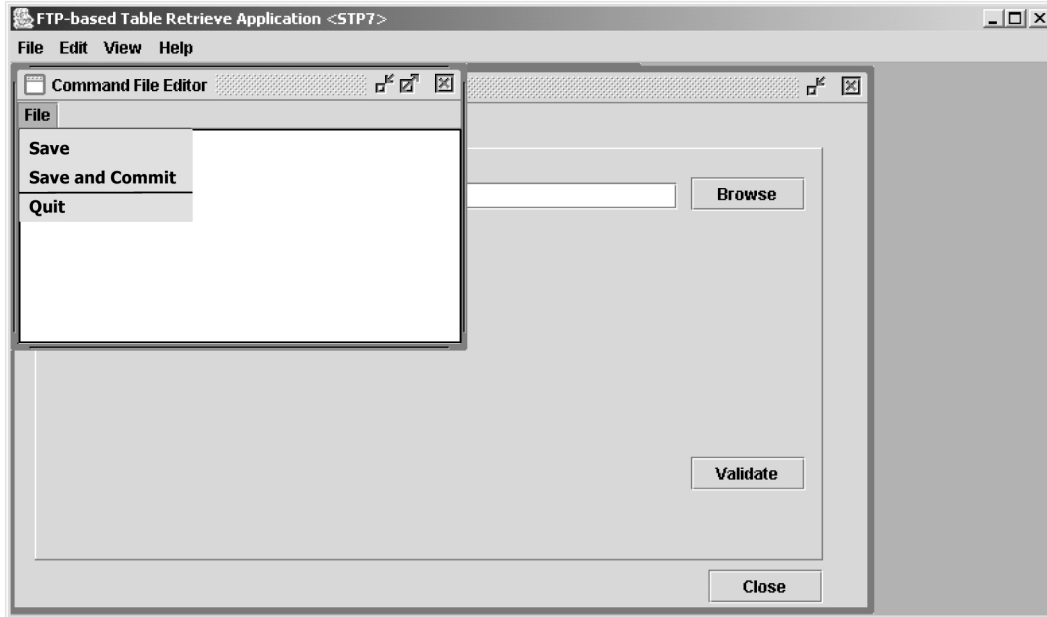 FTP-based Table Retrieve Application <STP7>
File Edit View Help
Command File Editor
File
Save
Save and Commit
Quit
Browse
Validate
Close